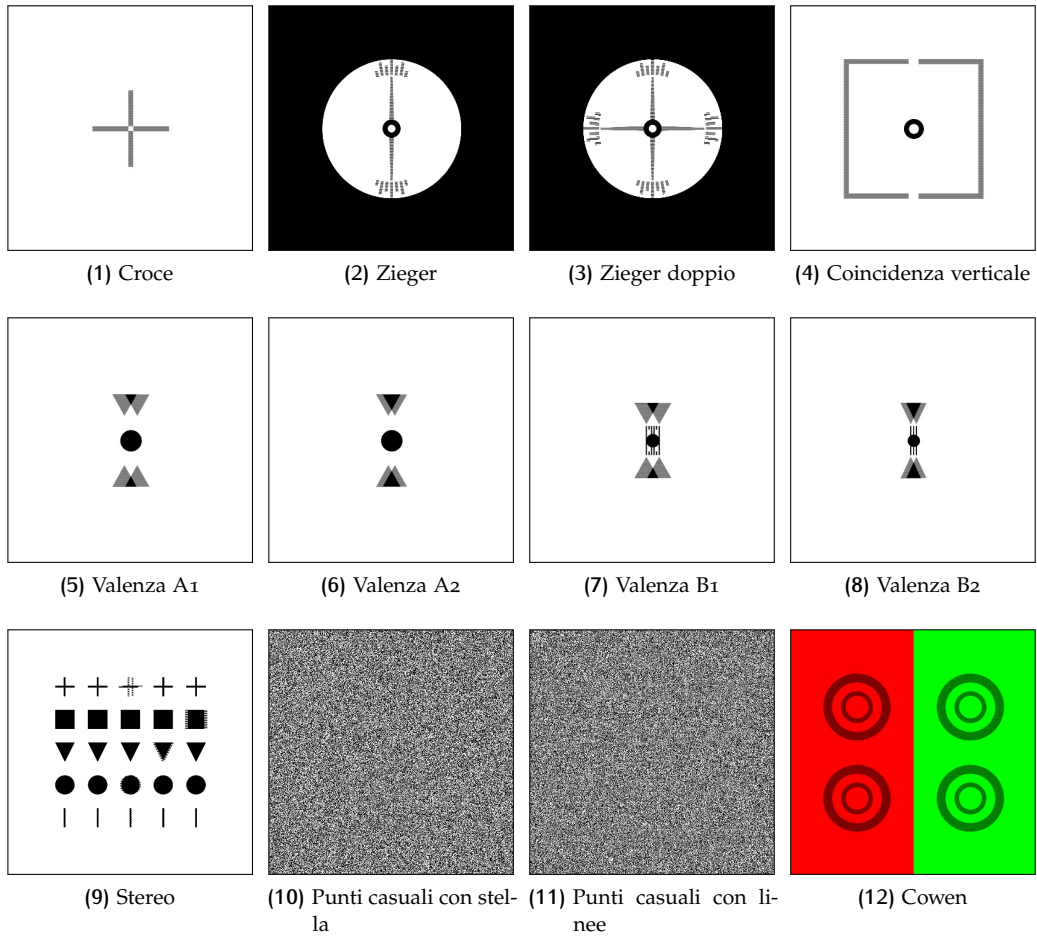 (1) Croce
(2) Zieger
(3) Zieger doppio
(4) Coincidenza verticale
(5) Valenza A1
(6) Valenza A2
(7) Valenza B1
(8) Valenza B2
(9) Stereo
(10) Punti casuali con stel-
la
(11) Punti casuali con li-
nee
(12) Cowen